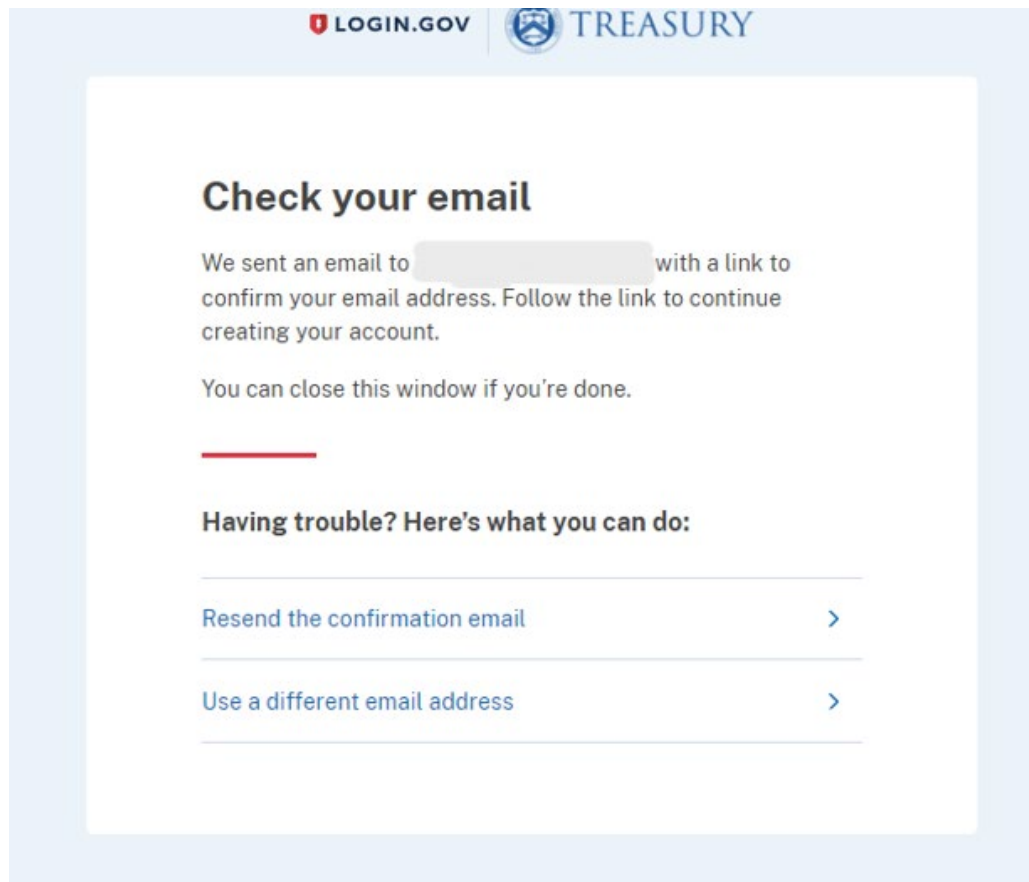 LOGIN.GOV TREASURY
Check your email
We sent an email to with a link to
confirm your email address. Follow the link to continue
creating your account.
You can close this window if you’re done.
Having trouble? Here’s what you can do:
Resend the confirmation email
Use a different email address